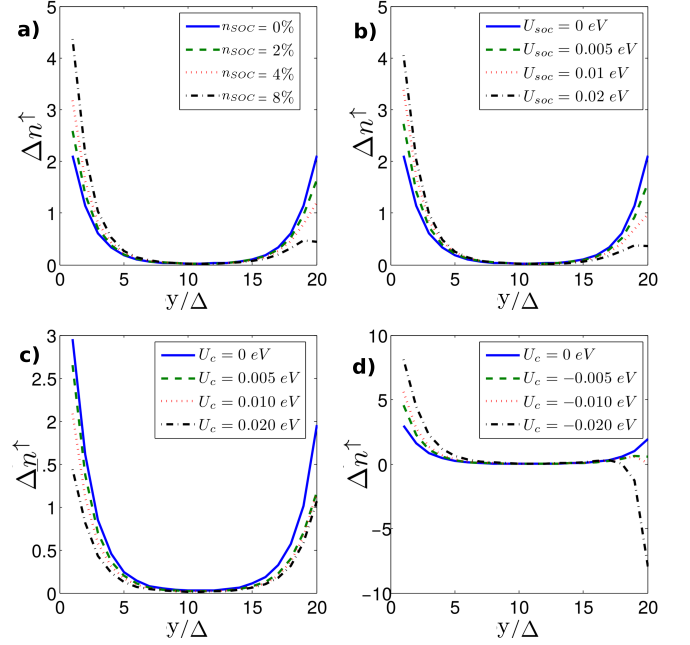 a)
n_SOC = 0%
n_SOC = 2%
n_SOC = 4%
n_SOC = 8%
5
4
3
2
1
0
0 5 10 15 20
Δn↑
y/Δ
b)
U_soc = 0 eV
U_soc = 0.005 eV
U_soc = 0.01 eV
U_soc = 0.02 eV
5
4
3
2
1
0
0 5 10 15 20
Δn↑
y/Δ
c)
U_c = 0 eV
U_c = 0.005 eV
U_c = 0.010 eV
U_c = 0.020 eV
3
2.5
2
.5
1
0.5
0
0 5 10 15 20
Δn↑
y/Δ
d)
U_c = 0 eV
U_c = −0.005 eV
U_c = −0.010 eV
U_c = −0.020 eV
10
5
0
−5
−10
0 5 10 15 20
Δn↑
y/Δ